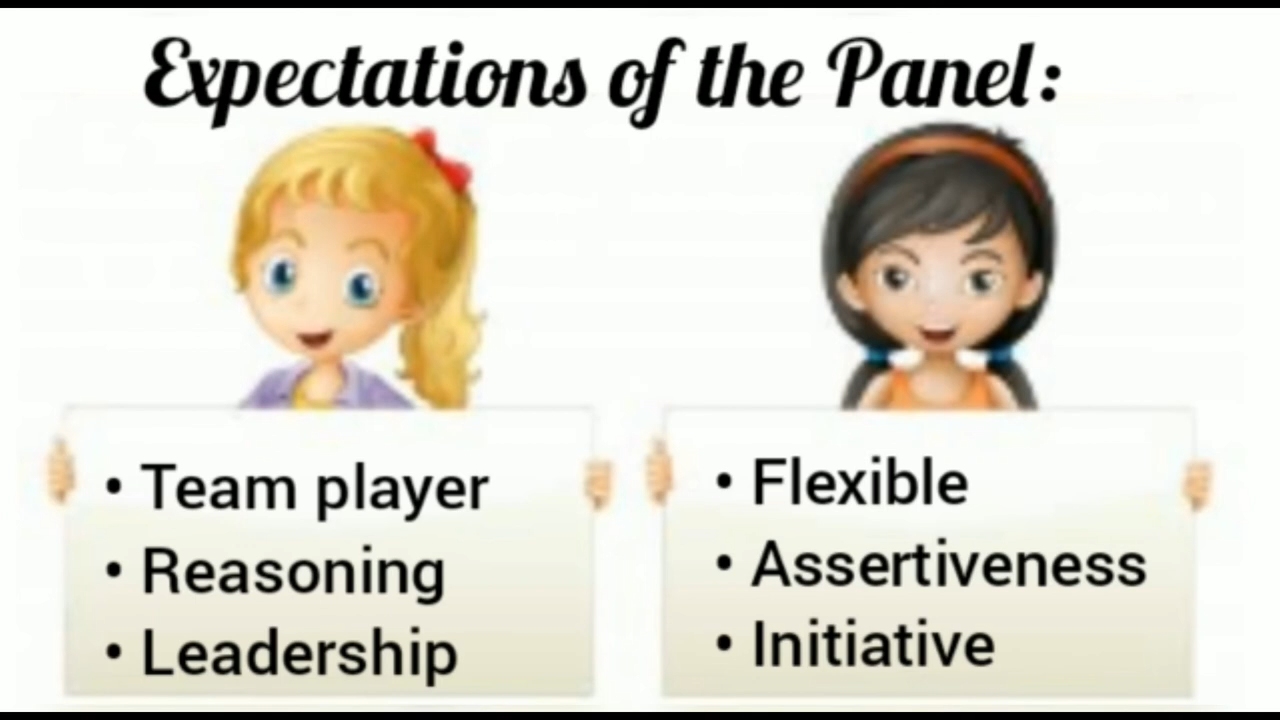 Expectations of the Panel:
• Team player
• Reasoning
• Leadership
• Flexible
• Assertiveness
• Initiative